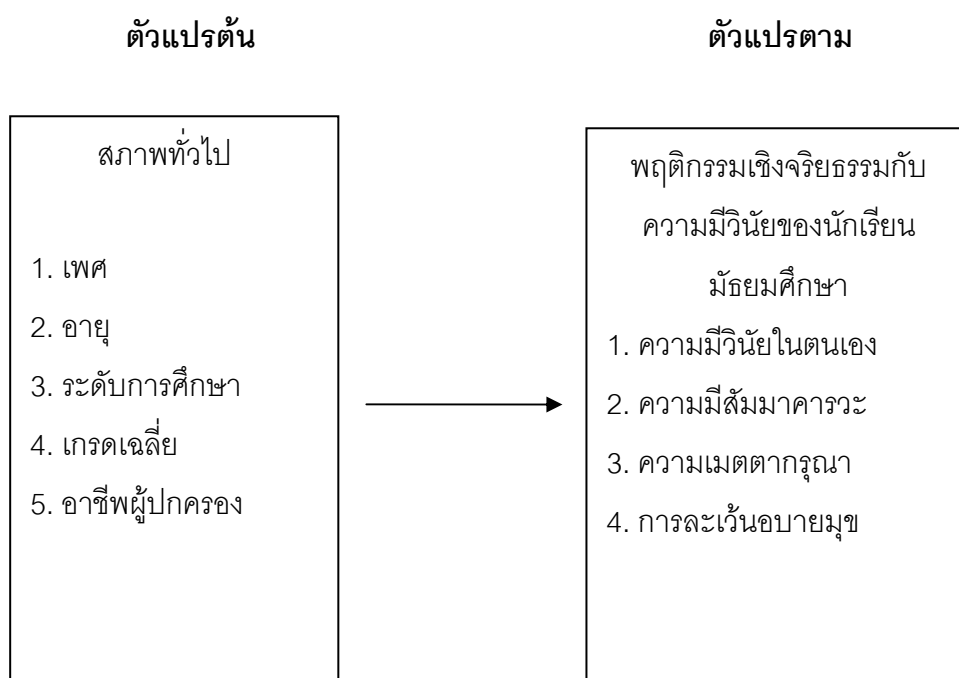 ตัวแปรต้น
ตัวแปรตาม
สภาพทั่วไป
1. เพศ
2. อายุ
3. ระดับการศึกษา
4. เกรดเฉลี่ย
5. อาชีพผู้ปกครอง
พฤติกรรมเชิงจริยธรรมกับ
ความมีวินัยของนักเรียน
มัธยมศึกษา
1. ความมีวินัยในตนเอง
2. ความมีสัมมาคารวะ
3. ความเมตตากรุณา
4. การละเว้นอบายมุข